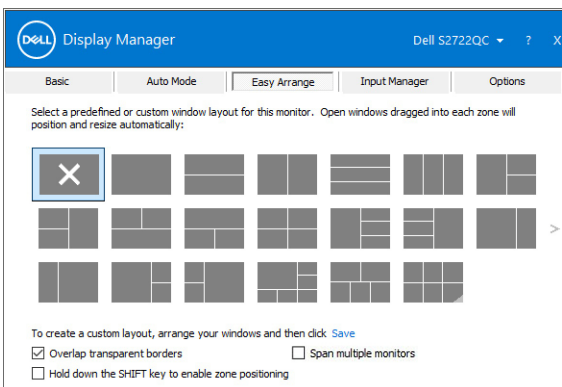 DELL Display Manager Dell S2722QC ? X
Basic Auto Mode Easy Arrange Input Manager Options
Select a predefined or custom window layout for this monitor. Open windows dragged into each zone will
position and resize automatically:
>
To create a custom layout, arrange your windows and then click Save
Overlap transparent borders Span multiple monitors
Hold down the SHIFT key to enable zone positioning